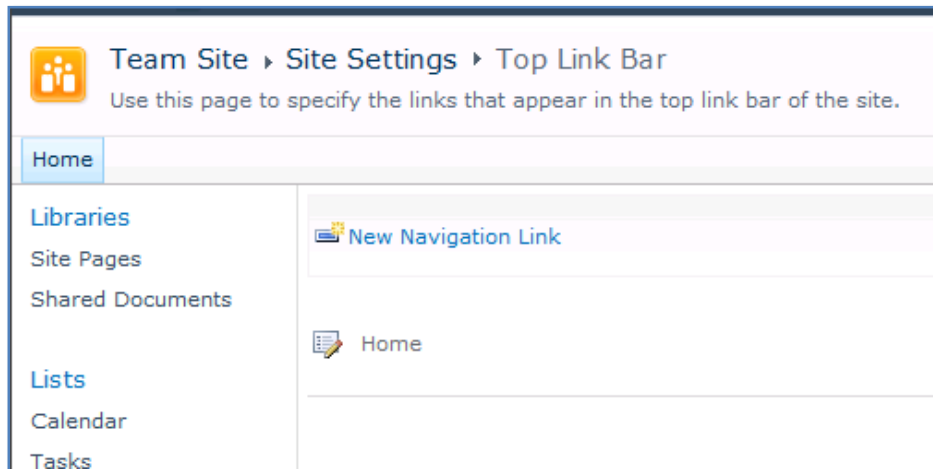 Team Site ▸ Site Settings ▸ Top Link Bar
Use this page to specify the links that appear in the top link bar of the site.
Home
Libraries
Site Pages
Shared Documents
Lists
Calendar
Tasks
New Navigation Link
Home